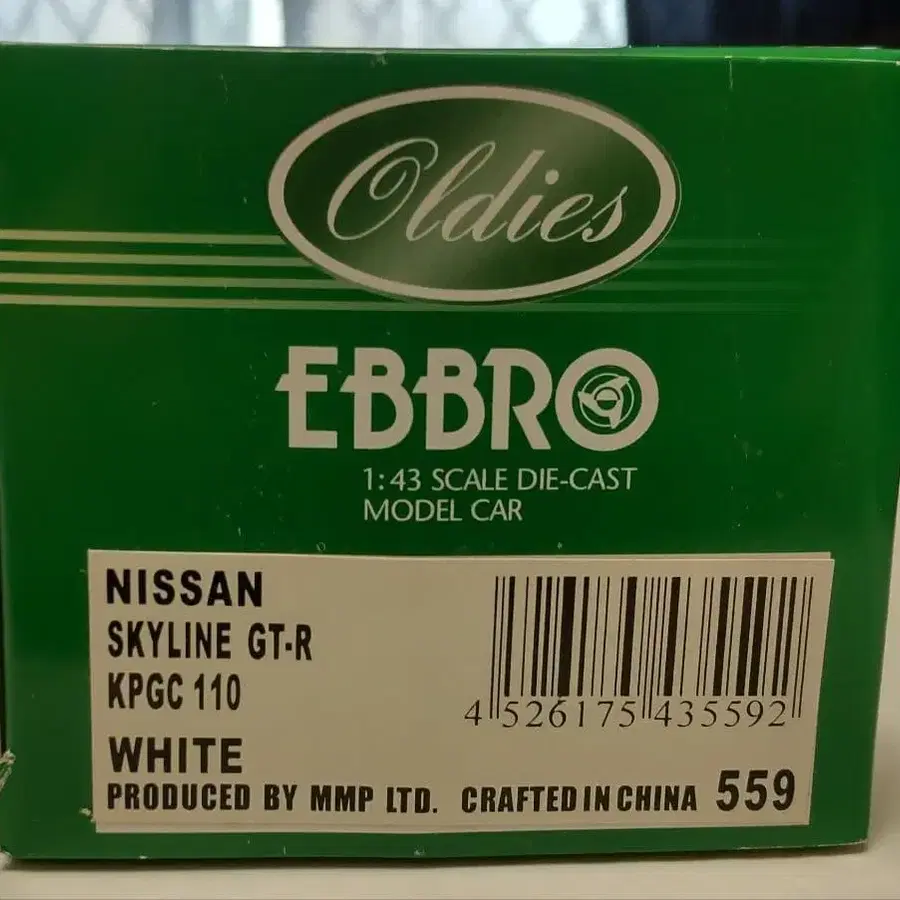 Oldies
EBBRO
1:43 SCALE DIE-CAST
MODEL CAR
NISSAN
SKYLINE GT-R
KPGC 110
WHITE
4 526175 435592
PRODUCED BY MMP LTD. CRAFTED IN CHINA 559